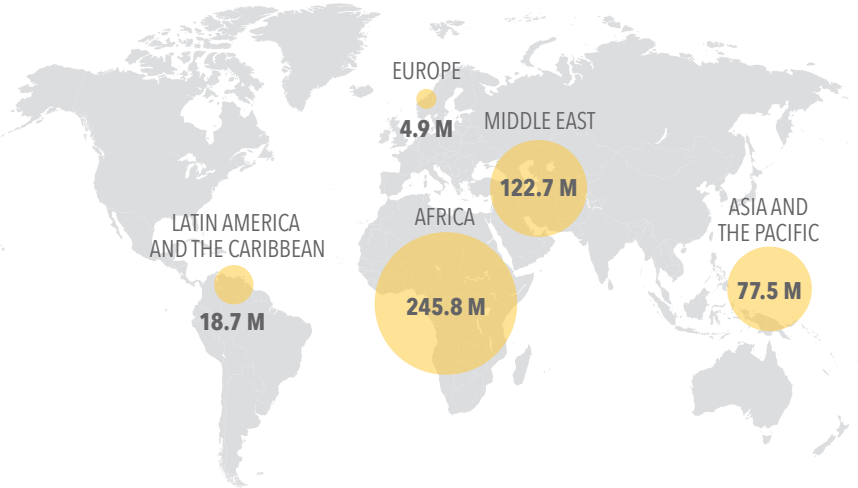 EUROPE
4.9 M
MIDDLE EAST
122.7 M
LATIN AMERICA
AND THE CARIBBEAN
18.7 M
AFRICA
245.8 M
ASIA AND
THE PACIFIC
77.5 M